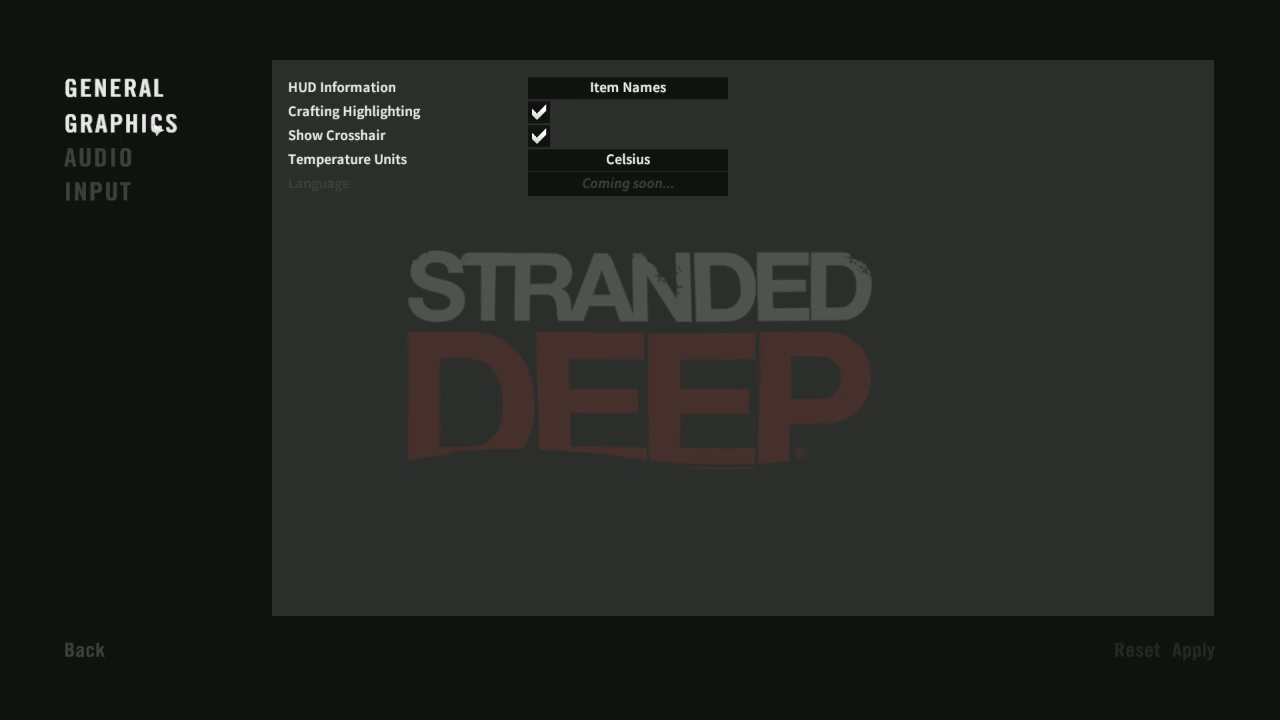 GENERAL
GRAPHICS
AUDIO
INPUT
HUD Information Item Names
Crafting Highlighting
Show Crosshair
Temperature Units Celsius
Language Coming soon...
STRANDED
DEEP
Back
Reset Apply